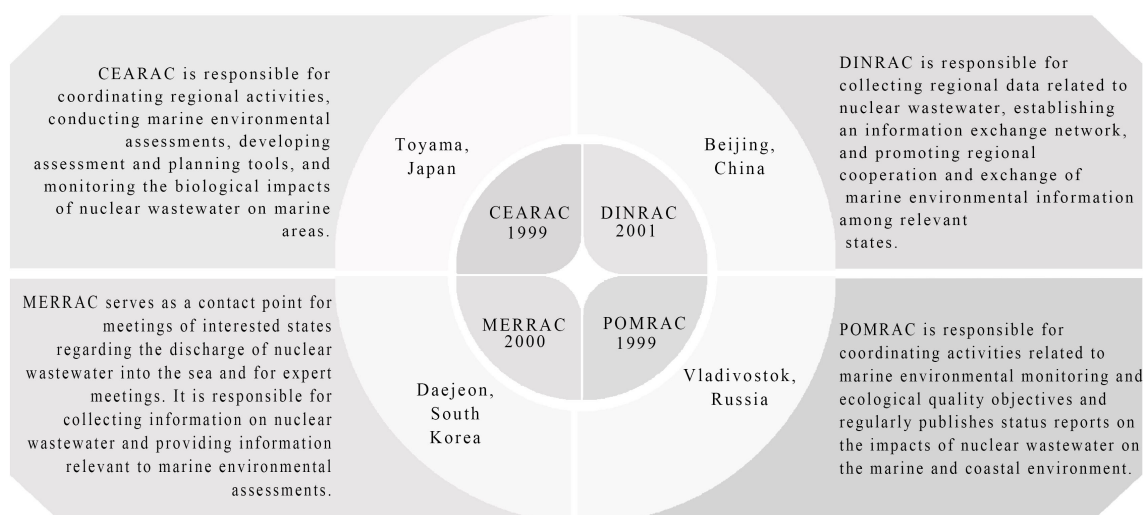 CEARAC is responsible for
coordinating regional activities,
conducting marine environmental
assessments, developing
assessment and planning tools, and
monitoring the biological impacts
of nuclear wastewater on marine
areas.
Toyama,
Japan
CEARAC
1999
Beijing,
China
DINRAC
2001
DINRAC is responsible for
collecting regional data related to
nuclear wastewater, establishing
an information exchange network,
and promoting regional
cooperation and exchange of
marine environmental information
among relevant
states.
MERRAC serves as a contact point for
meetings of interested states
regarding the discharge of nuclear
wastewater into the sea and for expert
meetings. It is responsible for
collecting information on nuclear
wastewater and providing information
relevant to marine environmental
assessments.
Daejeon,
South
Korea
MERRAC
2000
POMRAC
1999
Vladivostok,
Russia
POMRAC is responsible for
coordinating activities related to
marine environmental monitoring and
ecological quality objectives and
regularly publishes status reports on
the impacts of nuclear wastewater on
the marine and coastal environment.